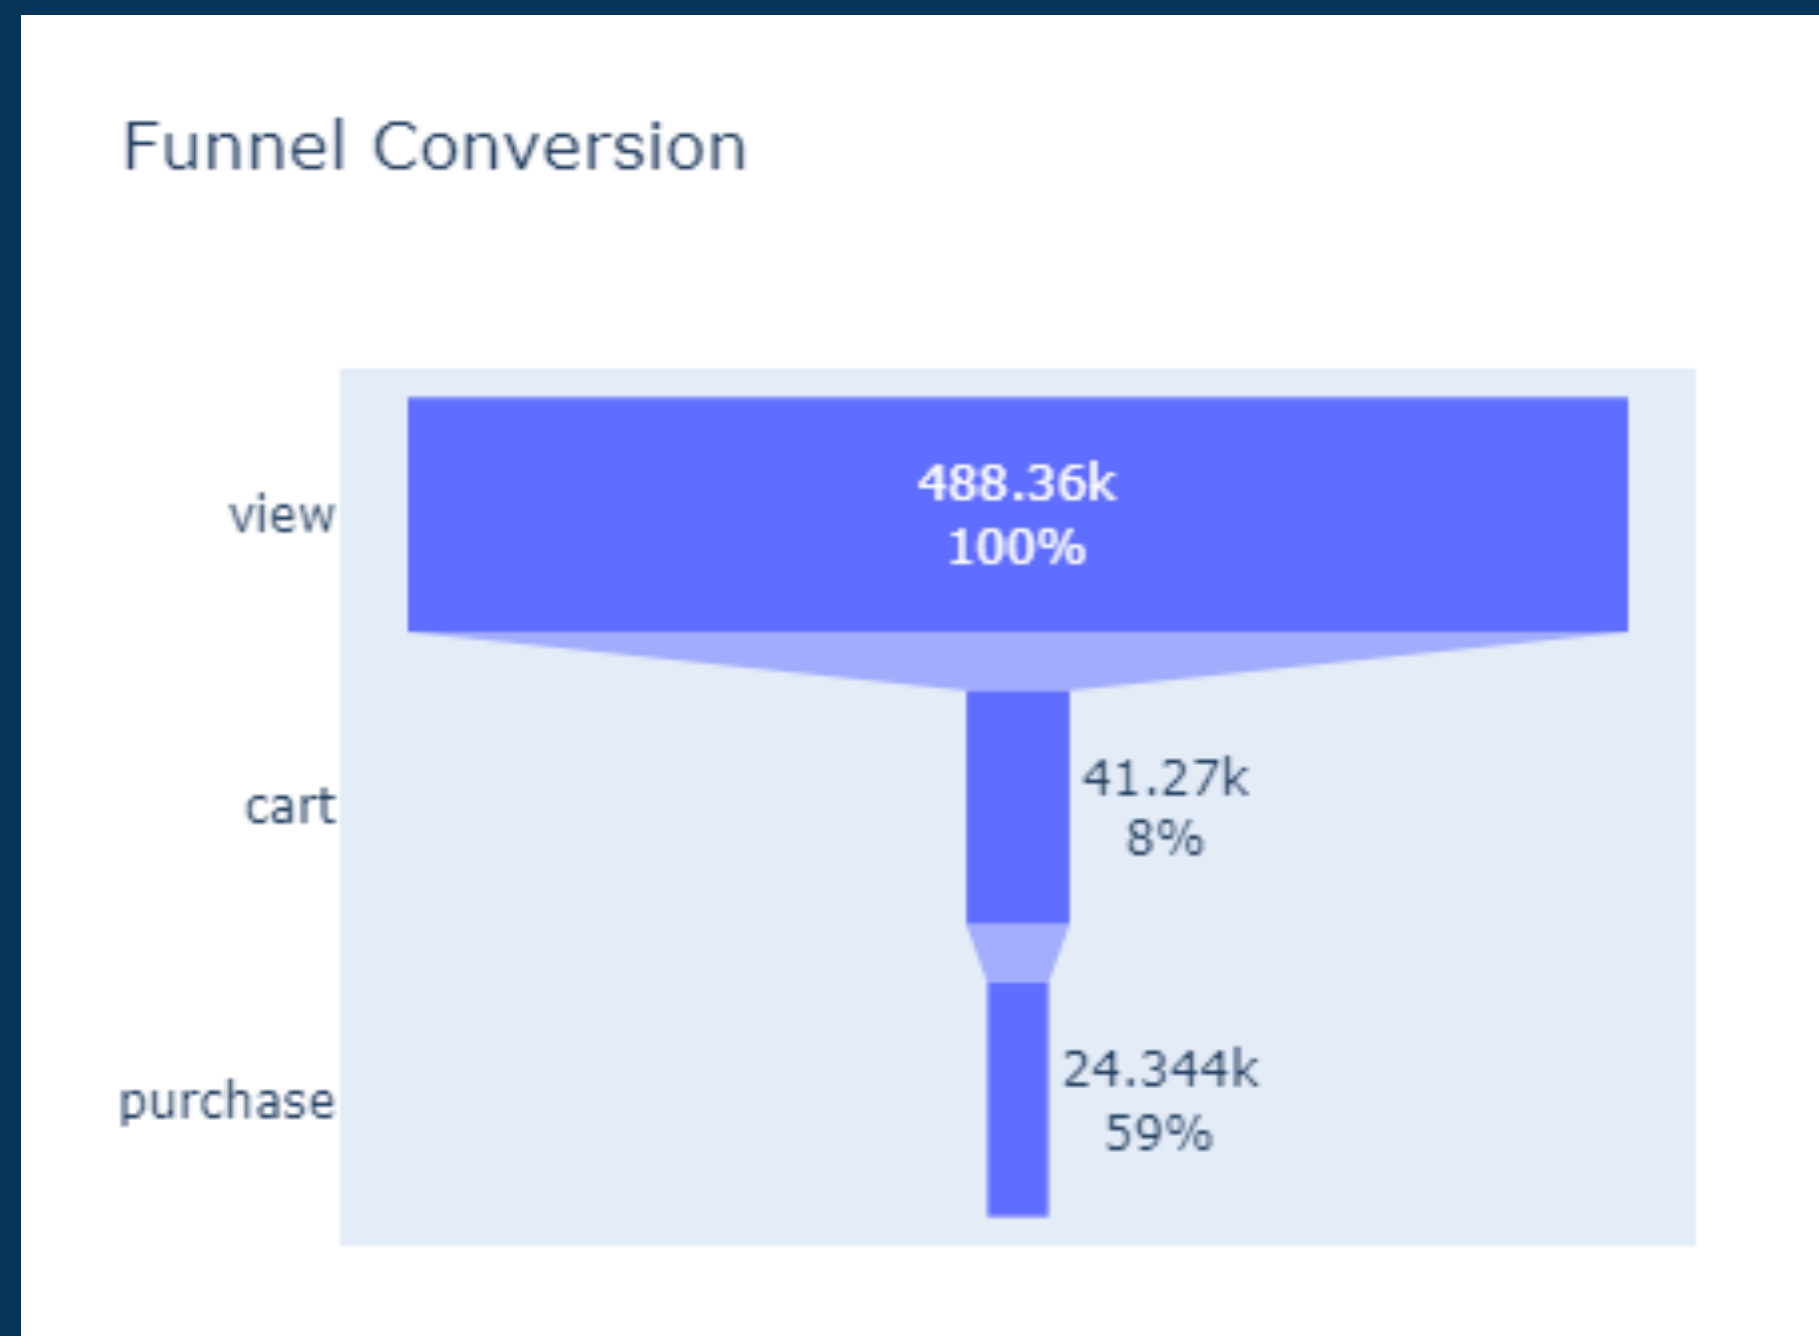 Funnel Conversion
view
488.36k
100%
cart
41.27k
8%
purchase
24.344k
59%